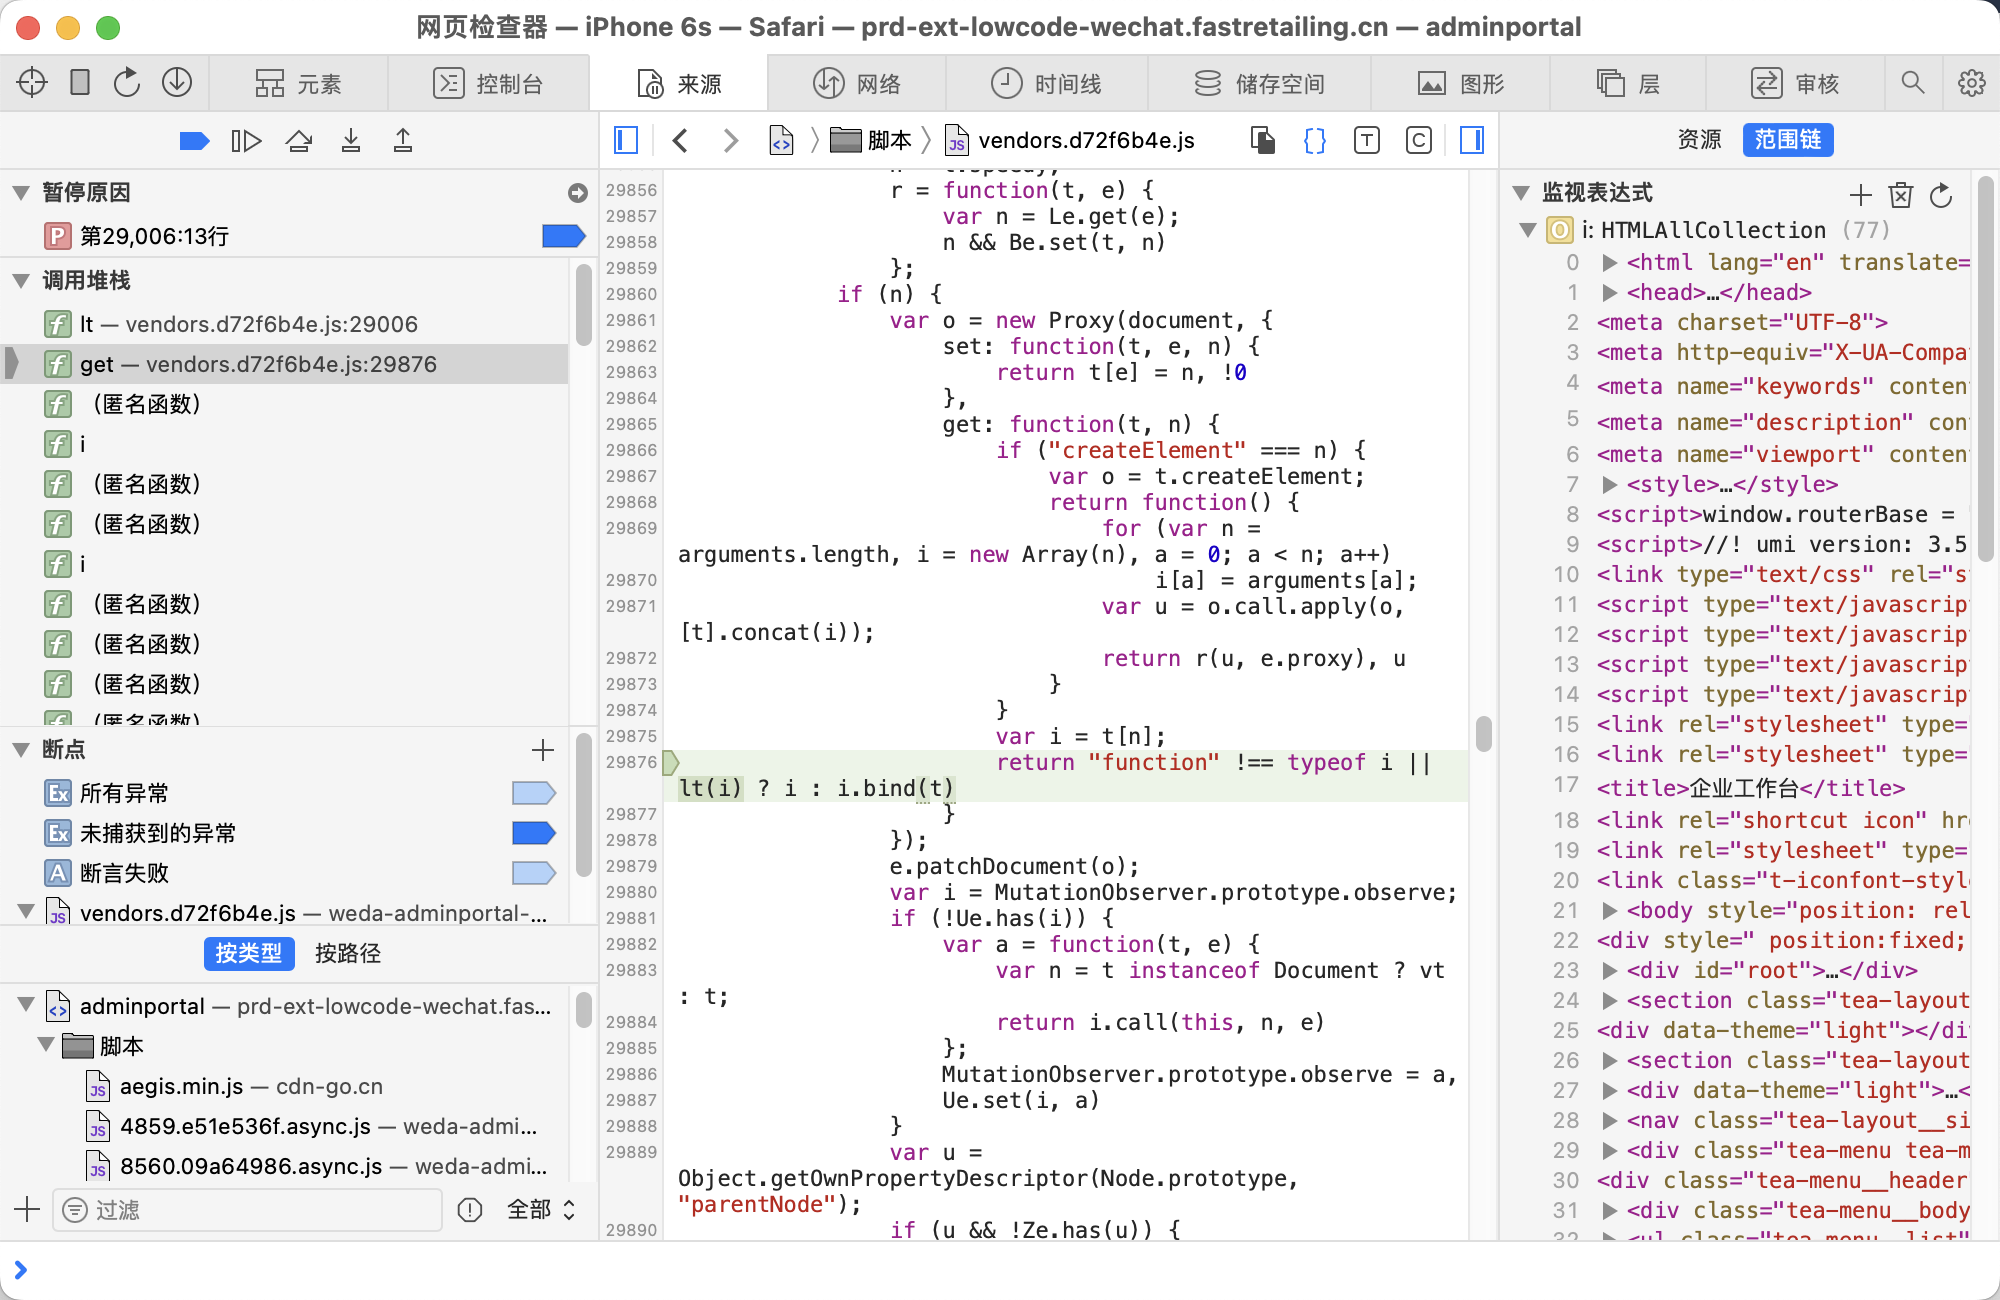 网页检查器 — iPhone 6s — Safari — prd-ext-lowcode-wechat.fastretailing.cn — adminportal
元素
控制台
来源
网络
时间线
储存空间
图形
层
审核
脚本
vendors.d72f6b4e.js
资源
范围链
暂停原因
第29,006:13行
调用堆栈
lt — vendors.d72f6b4e.js:29006
get — vendors.d72f6b4e.js:29876
（匿名函数）
i
（匿名函数）
（匿名函数）
i
（匿名函数）
（匿名函数）
（匿名函数）
（匿名函数）
断点
所有异常
未捕获到的异常
断言失败
vendors.d72f6b4e.js — weda-adminportal-...
按类型
按路径
adminportal — prd-ext-lowcode-wechat.fas...
脚本
aegis.min.js — cdn-go.cn
4859.e51e536f.async.js — weda-admi...
8560.09a64986.async.js — weda-admi...
过滤
全部
29856 r = function(t, e) {
29857 var n = Le.get(e);
29858 n && Be.set(t, n)
29859 };
29860 if (n) {
29861 var o = new Proxy(document, {
29862 set: function(t, e, n) {
29863 return t[e] = n, !0
29864 },
29865 get: function(t, n) {
29866 if ("createElement" === n) {
29867 var o = t.createElement;
29868 return function() {
29869 for (var n =
arguments.length, i = new Array(n), a = 0; a < n; a++)
29870 i[a] = arguments[a];
29871 var u = o.call.apply(o,
[t].concat(i));
29872 return r(u, e.proxy), u
29873 }
29874 }
29875 var i = t[n];
29876 return "function" !== typeof i ||
lt(i) ? i : i.bind(t)
29877 }
29878 });
29879 e.patchDocument(o);
29880 var i = MutationObserver.prototype.observe;
29881 if (!Ue.has(i)) {
29882 var a = function(t, e) {
29883 var n = t instanceof Document ? vt
: t;
29884 return i.call(this, n, e)
29885 };
29886 MutationObserver.prototype.observe = a,
29887 Ue.set(i, a)
29888 }
29889 var u =
Object.getOwnPropertyDescriptor(Node.prototype,
"parentNode");
29890 if (u && !Ze.has(u)) {
监视表达式
i: HTMLAllCollection (77)
0 <html lang="en" translate=
1 <head>…</head>
2 <meta charset="UTF-8">
3 <meta http-equiv="X-UA-Compa
4 <meta name="keywords" conten
5 <meta name="description" con
6 <meta name="viewport" conten
7 <style>…</style>
8 <script>window.routerBase =
9 <script>//! umi version: 3.5
10 <link type="text/css" rel="s
11 <script type="text/javascrip
12 <script type="text/javascrip
13 <script type="text/javascrip
14 <script type="text/javascrip
15 <link rel="stylesheet" type=
16 <link rel="stylesheet" type=
17 <title>企业工作台</title>
18 <link rel="shortcut icon" hr
19 <link rel="stylesheet" type=
20 <link class="t-iconfont-styl
21 <body style="position: rel
22 <div style=" position:fixed;
23 <div id="root">…</div>
24 <section class="tea-layout
25 <div data-theme="light"></di
26 <section class="tea-layout
27 <div data-theme="light">…<
28 <nav class="tea-layout__si
29 <div class="tea-menu tea-m
30 <div class="tea-menu__header
31 <div class="tea-menu__body
32 <ul class="tea-menu__list"